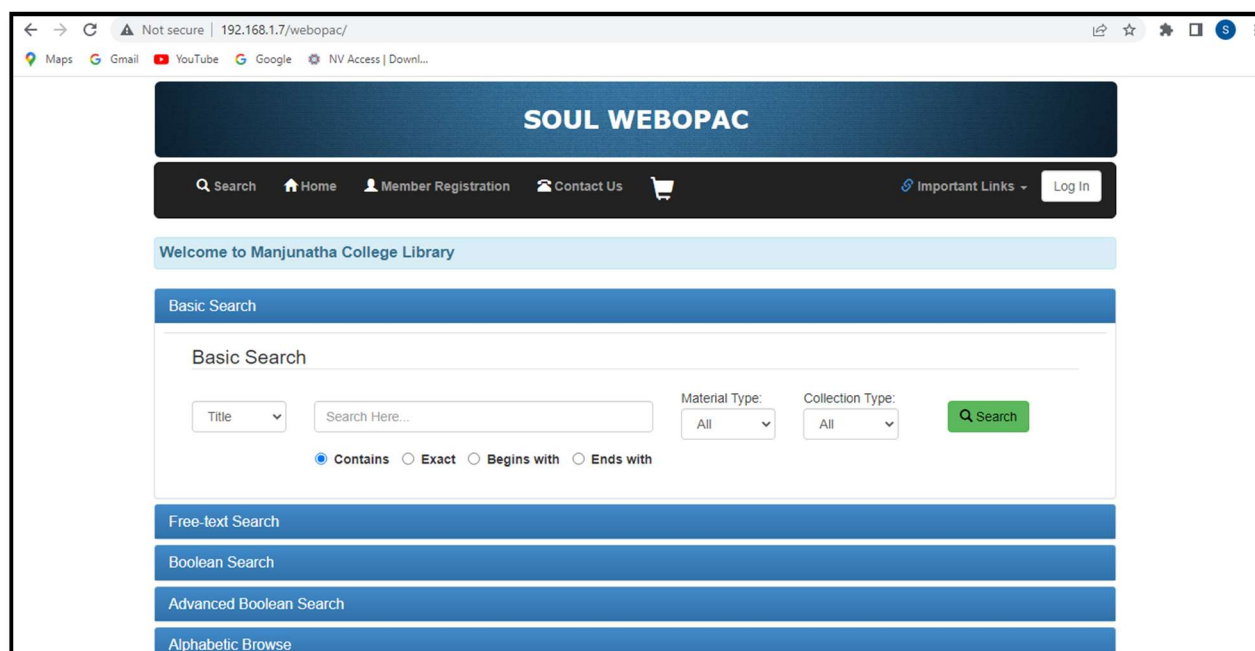 Not secure | 192.168.1.7/webopac/ S
Maps Gmail YouTube Google NV Access | Downl...
SOUL WEBOPAC
Search Home Member Registration Contact Us Important Links Log In
Welcome to Manjunatha College Library
Basic Search
Basic Search
Material Type: Collection Type:
Title Search Here... All All Search
Contains Exact Begins with Ends with
Free-text Search
Boolean Search
Advanced Boolean Search
Alphabetic Browse